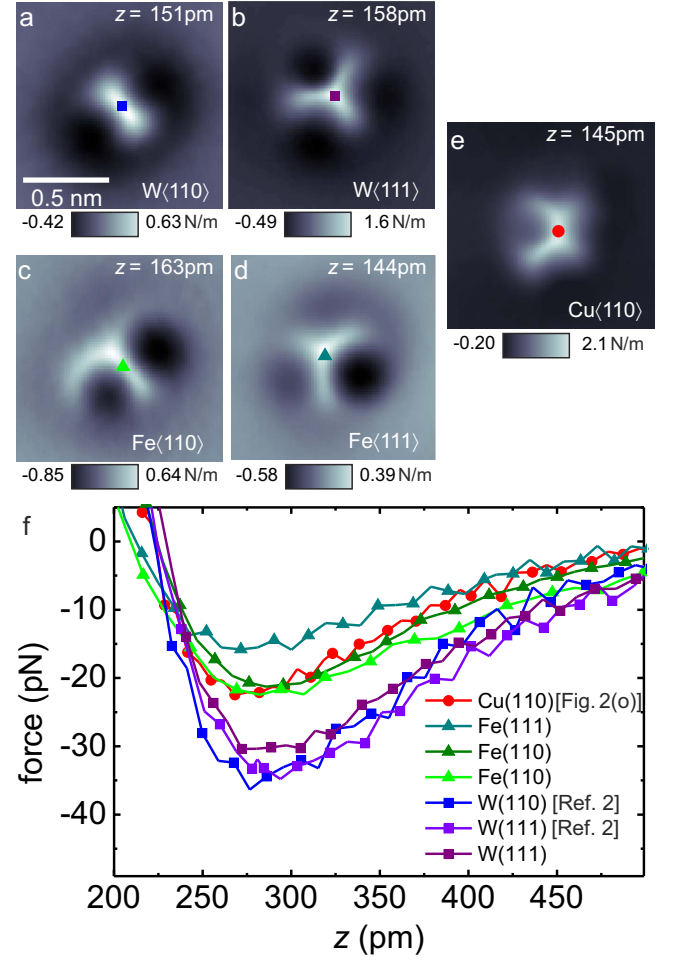 a
z = 151pm
0.5 nm
W⟨110⟩
-0.42 0.63 N/m
b
z = 158pm
W⟨111⟩
-0.49 1.6 N/m
c
z = 163pm
Fe⟨110⟩
-0.85 0.64 N/m
d
z = 144pm
Fe⟨111⟩
-0.58 0.39 N/m
e
z = 145pm
Cu⟨110⟩
-0.20 2.1 N/m
f
force (pN)
0
-10
-20
-30
-40
Cu(110)[Fig. 2(o)]
Fe(111)
Fe(110)
Fe(110)
W(110) [Ref. 2]
W(111) [Ref. 2]
W(111)
200 250 300 350 400 450
z (pm)